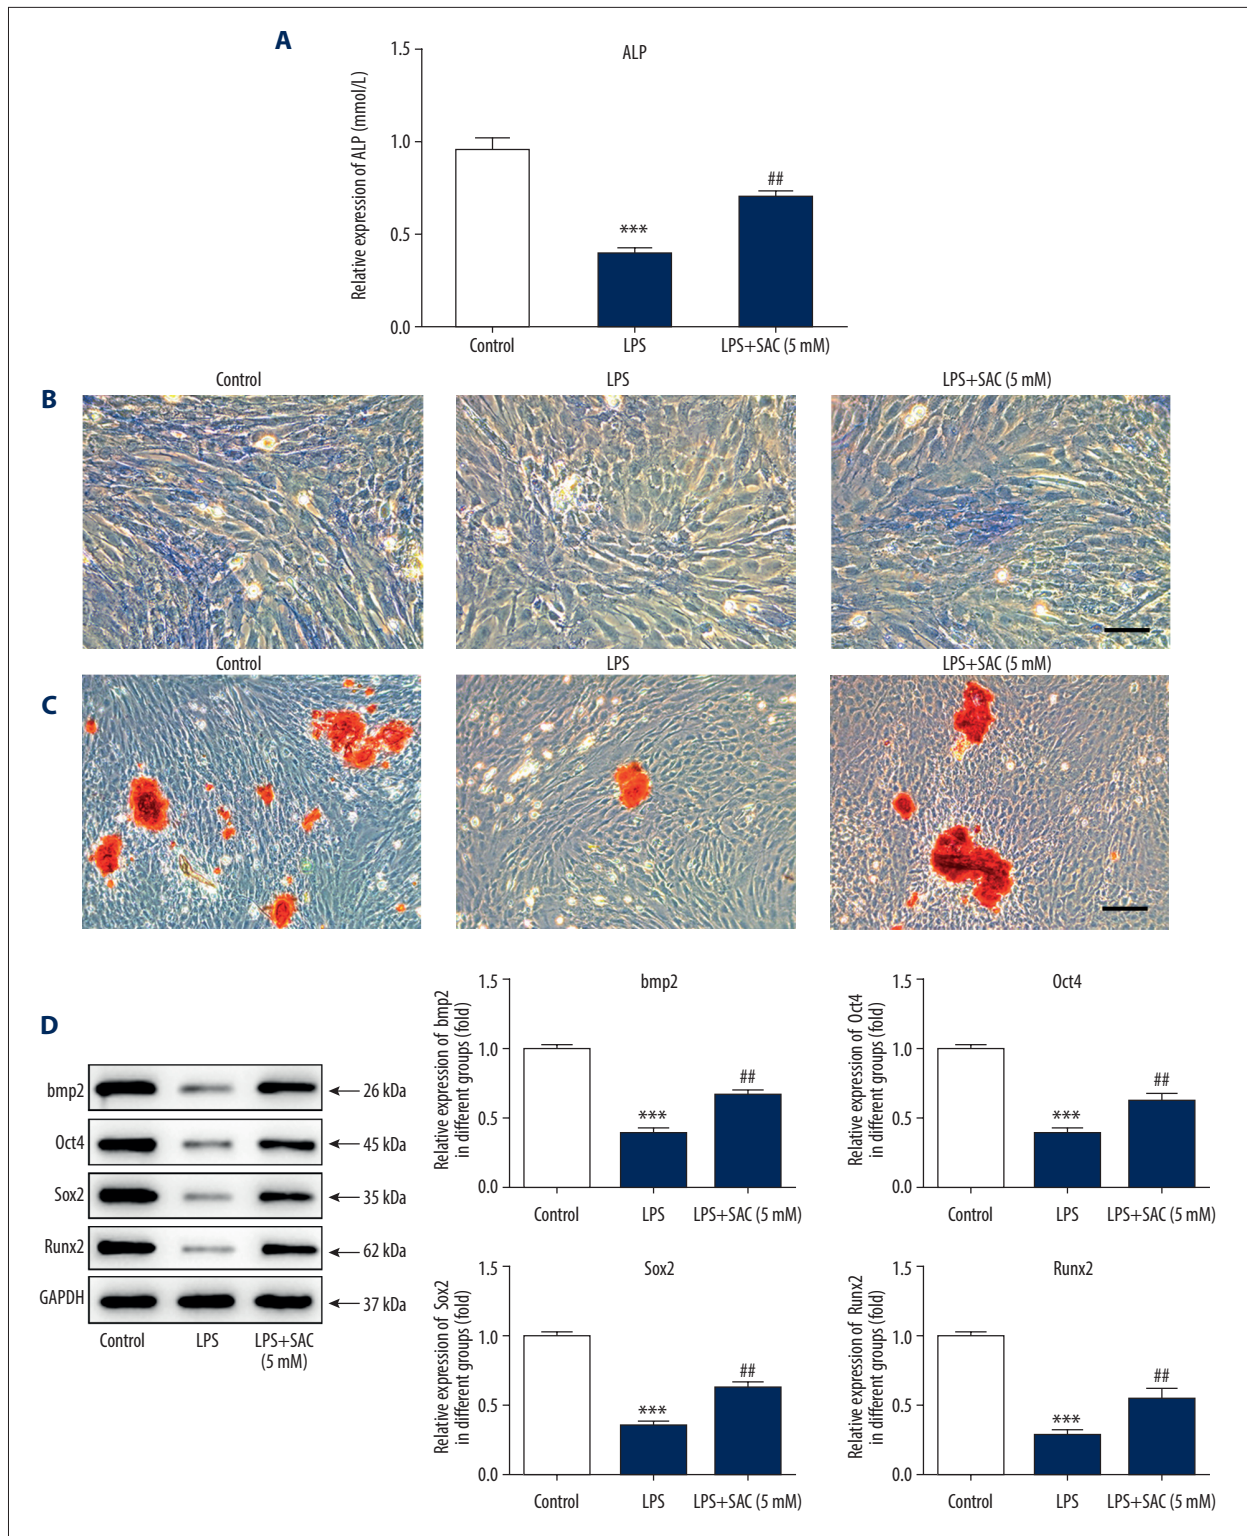 A
ALP
Relative expression of ALP (mmol/L)
1.5
1.0
0.5
0.0
***
##
Control
LPS
LPS+SAC (5 mM)
B
Control
LPS
LPS+SAC (5 mM)
C
Control
LPS
LPS+SAC (5 mM)
D
bmp2
26 kDa
Oct4
45 kDa
Sox2
35 kDa
Runx2
62 kDa
GAPDH
37 kDa
Control
LPS
LPS+SAC
(5 mM)
bmp2
Relative expression of bmp2
in different groups (fold)
1.5
1.0
0.5
0.0
***
##
Control
LPS
LPS+SAC (5 mM)
Oct4
Relative expression of Oct4
in different groups (fold)
1.5
1.0
0.5
0.0
***
##
Control
LPS
LPS+SAC (5 mM)
Sox2
Relative expression of Sox2
in different groups (fold)
1.5
1.0
0.5
0.0
***
##
Control
LPS
LPS+SAC (5 mM)
Runx2
Relative expression of Runx2
in different groups (fold)
1.5
1.0
0.5
0.0
***
##
Control
LPS
LPS+SAC (5 mM)